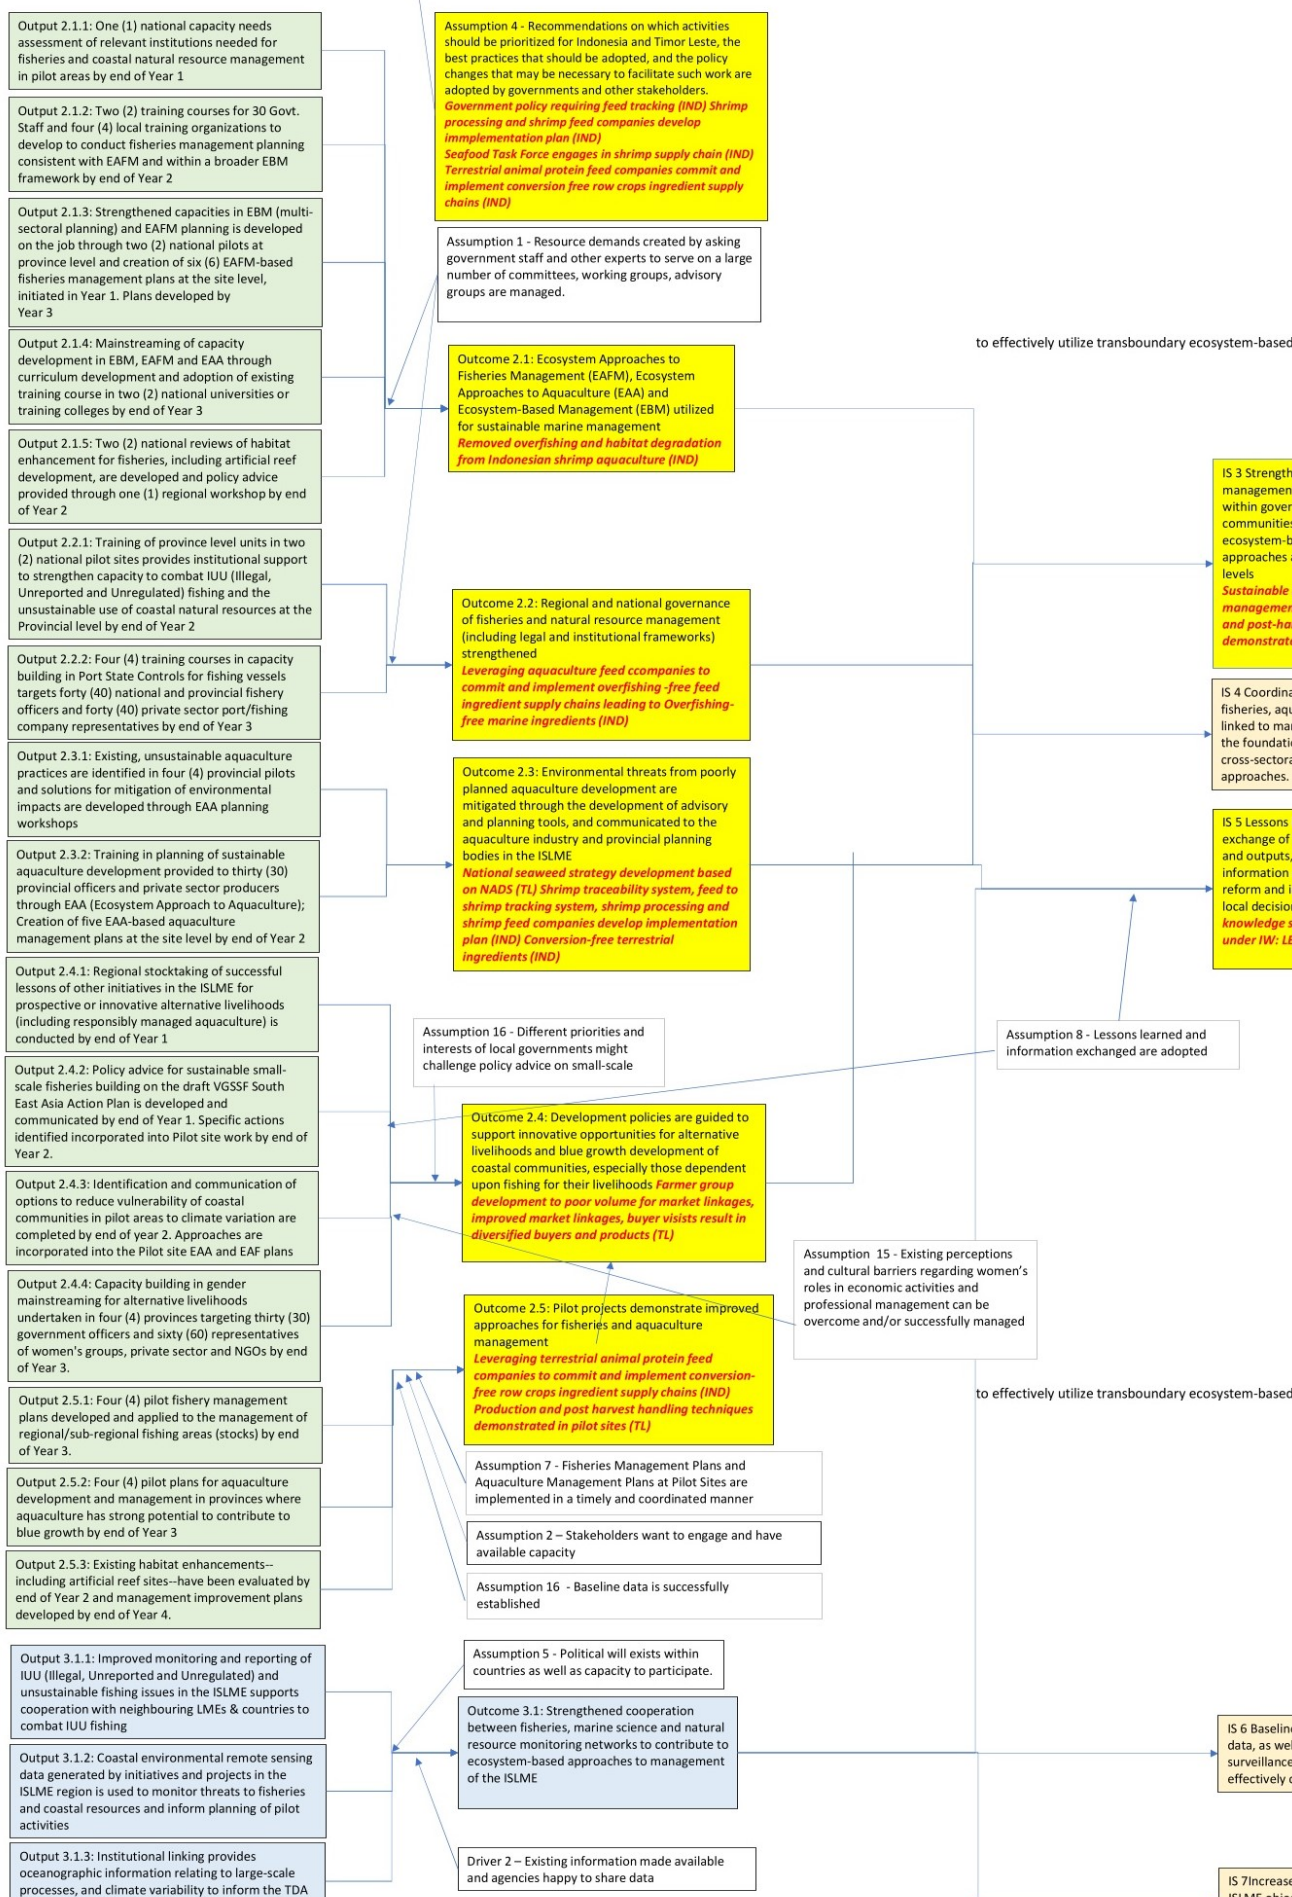 Output 2.1.1: One (1) national capacity needs
assessment of relevant institutions needed for
fisheries and coastal natural resource management
in pilot areas by end of Year 1
Output 2.1.2: Two (2) training courses for 30 Govt.
Staff and four (4) local training organizations to
develop to conduct fisheries management planning
consistent with EAFM and within a broader EBM
framework by end of Year 2
Output 2.1.3: Strengthened capacities in EBM (multi-
sectoral planning) and EAFM planning is developed
on the job through two (2) national pilots at
province level and creation of six (6) EAFM-based
fisheries management plans at the site level,
initiated in Year 1. Plans developed by
Year 3
Output 2.1.4: Mainstreaming of capacity
development in EBM, EAFM and EAA through
curriculum development and adoption of existing
training course in two (2) national universities or
training colleges by end of Year 3
Output 2.1.5: Two (2) national reviews of habitat
enhancement for fisheries, including artificial reef
development, are developed and policy advice
provided through one (1) regional workshop by end
of Year 2
Output 2.2.1: Training of province level units in two
(2) national pilot sites provides institutional support
to strengthen capacity to combat IUU (Illegal,
Unreported and Unregulated) fishing and the
unsustainable use of coastal natural resources at the
Provincial level by end of Year 2
Output 2.2.2: Four (4) training courses in capacity
building in Port State Controls for fishing vessels
targets forty (40) national and provincial fishery
officers and forty (40) private sector port/fishing
company representatives by end of Year 3
Output 2.3.1: Existing, unsustainable aquaculture
practices are identified in four (4) provincial pilots
and solutions for mitigation of environmental
impacts are developed through EAA planning
workshops
Output 2.3.2: Training in planning of sustainable
aquaculture development provided to thirty (30)
provincial officers and private sector producers
through EAA (Ecosystem Approach to Aquaculture);
Creation of five EAA-based aquaculture
management plans at the site level by end of Year 2
Output 2.4.1: Regional stocktaking of successful
lessons of other initiatives in the ISLME for
prospective or innovative alternative livelihoods
(including responsibly managed aquaculture) is
conducted by end of Year 1
Output 2.4.2: Policy advice for sustainable small-
scale fisheries building on the draft VGSSF South
East Asia Action Plan is developed and
communicated by end of Year 1. Specific actions
identified incorporated into Pilot site work by end of
Year 2.
Output 2.4.3: Identification and communication of
options to reduce vulnerability of coastal
communities in pilot areas to climate variation are
completed by end of year 2. Approaches are
incorporated into the Pilot site EAA and EAF plans
Output 2.4.4: Capacity building in gender
mainstreaming for alternative livelihoods
undertaken in four (4) provinces targeting thirty (30)
government officers and sixty (60) representatives
of women's groups, private sector and NGOs by end
of Year 3.
Output 2.5.1: Four (4) pilot fishery management
plans developed and applied to the management of
regional/sub-regional fishing areas (stocks) by end
of Year 3.
Output 2.5.2: Four (4) pilot plans for aquaculture
development and management in provinces where
aquaculture has strong potential to contribute to
blue growth by end of Year 3
Output 2.5.3: Existing habitat enhancements--
including artificial reef sites--have been evaluated by
end of Year 2 and management improvement plans
developed by end of Year 4.
Output 3.1.1: Improved monitoring and reporting of
IUU (Illegal, Unreported and Unregulated) and
unsustainable fishing issues in the ISLME supports
cooperation with neighbouring LMEs & countries to
combat IUU fishing
Output 3.1.2: Coastal environmental remote sensing
data generated by initiatives and projects in the
ISLME region is used to monitor threats to fisheries
and coastal resources and inform planning of pilot
activities
Output 3.1.3: Institutional linking provides
oceanographic information relating to large-scale
processes, and climate variability to inform the TDA
Assumption 4 - Recommendations on which activities
should be prioritized for Indonesia and Timor Leste, the
best practices that should be adopted, and the policy
changes that may be necessary to facilitate such work are
adopted by governments and other stakeholders.
Government policy requiring feed tracking (IND) Shrimp
processing and shrimp feed companies develop
immplementation plan (IND)
Seafood Task Force engages in shrimp supply chain (IND)
Terrestrial animal protein feed companies commit and
implement conversion free row crops ingredient supply
chains (IND)
Assumption 1 - Resource demands created by asking
government staff and other experts to serve on a large
number of committees, working groups, advisory
groups are managed.
Outcome 2.1: Ecosystem Approaches to
Fisheries Management (EAFM), Ecosystem
Approaches to Aquaculture (EAA) and
Ecosystem-Based Management (EBM) utilized
for sustainable marine management
Removed overfishing and habitat degradation
from Indonesian shrimp aquaculture (IND)
Outcome 2.2: Regional and national governance
of fisheries and natural resource management
(including legal and institutional frameworks)
strengthened
Leveraging aquaculture feed ccompanies to
commit and implement overfishing -free feed
ingredient supply chains leading to Overfishing-
free marine ingredients (IND)
Outcome 2.3: Environmental threats from poorly
planned aquaculture development are
mitigated through the development of advisory
and planning tools, and communicated to the
aquaculture industry and provincial planning
bodies in the ISLME
National seaweed strategy development based
on NADS (TL) Shrimp traceability system, feed to
shrimp tracking system, shrimp processing and
shrimp feed companies develop implementation
plan (IND) Conversion-free terrestrial
ingredients (IND)
Assumption 16 - Different priorities and
interests of local governments might
challenge policy advice on small-scale
Outcome 2.4: Development policies are guided to
support innovative opportunities for alternative
livelihoods and blue growth development of
coastal communities, especially those dependent
upon fishing for their livelihoods Farmer group
development to poor volume for market linkages,
improved market linkages, buyer visists result in
diversified buyers and products (TL)
Outcome 2.5: Pilot projects demonstrate improved
approaches for fisheries and aquaculture
management
Leveraging terrestrial animal protein feed
companies to commit and implement conversion-
free row crops ingredient supply chains (IND)
Production and post harvest handling techniques
demonstrated in pilot sites (TL)
Assumption 7 - Fisheries Management Plans and
Aquaculture Management Plans at Pilot Sites are
implemented in a timely and coordinated manner
Assumption 2 – Stakeholders want to engage and have
available capacity
Assumption 16 - Baseline data is successfully
established
Assumption 5 - Political will exists within
countries as well as capacity to participate.
Outcome 3.1: Strengthened cooperation
between fisheries, marine science and natural
resource monitoring networks to contribute to
ecosystem-based approaches to management
of the ISLME
Driver 2 – Existing information made available
and agencies happy to share data
Assumption 15 - Existing perceptions
and cultural barriers regarding women's
roles in economic activities and
professional management can be
overcome and/or successfully managed
Assumption 8 - Lessons learned and
information exchanged are adopted
to effectively utilize transboundary ecosystem-based
to effectively utilize transboundary ecosystem-based
IS 3
management
within
communities
approaches
levels
Sustainable
and
IS 4
fisheries,
linked to
cross-
approaches.
IS 5 Lessons
exchange of
and outputs,
information
reform and
local
knowledge
under IW:
IS 6
data, as
surveillance
effectively